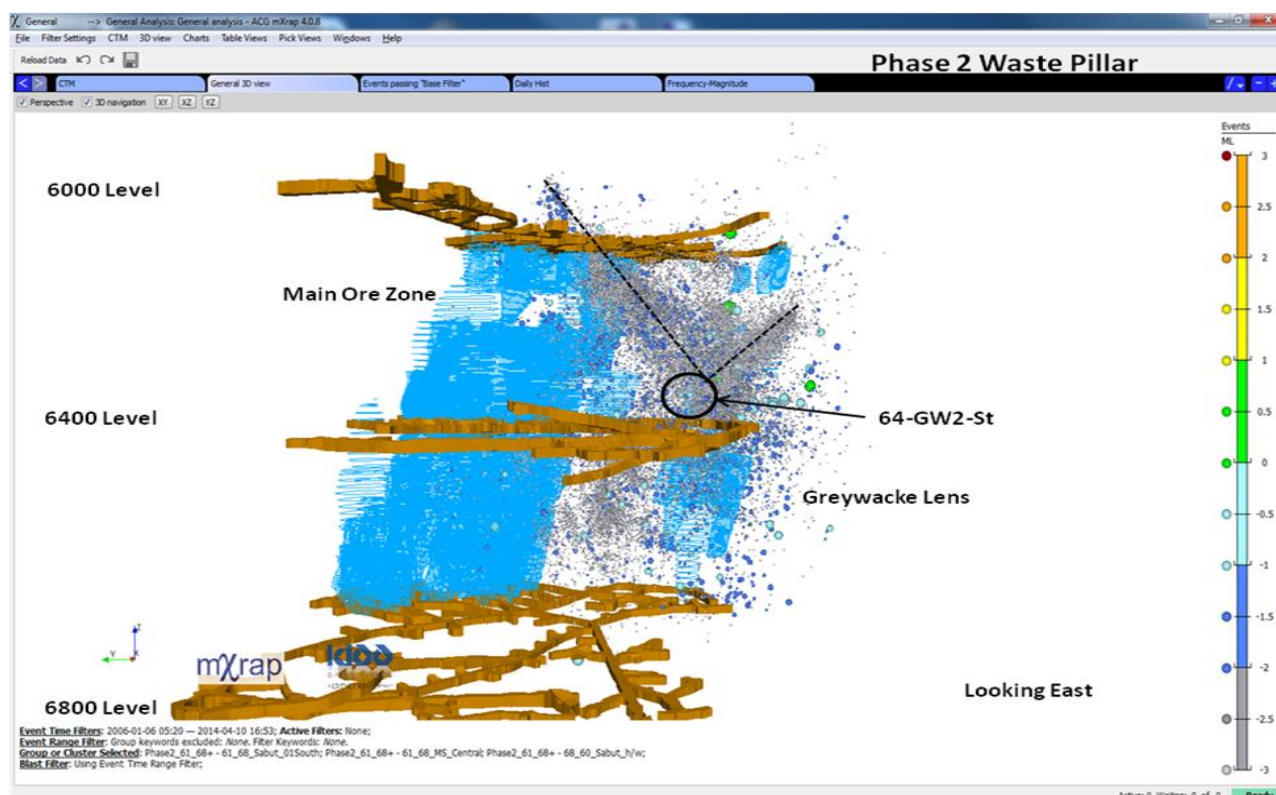 General --> General Analysis: General analysis - ACG mXrap 4.0.8
File Filter Settings CTM 3D view Charts Table Views Pick Views Windows Help
Reload Data
Phase 2 Waste Pillar
CTM General 3D view Events passing "Base Filter" Daily Hist Frequency-Magnitude
Perspective 3D navigation XY XZ YZ
Events
ML
3
2.5
2
1.5
1
0.5
0
-0.5
-1
-1.5
-2
-2.5
-3
6000 Level
Main Ore Zone
6400 Level
64-GW2-St
Greywacke Lens
Z
Y
X
mXrap
kidd
Looking East
6800 Level
Event Time Filters: 2006-01-06 05:20 — 2014-04-10 16:53; Active Filters: None;
Event Range Filter: Group keywords excluded: None. Filter Keywords: None.
Group or Cluster Selected: Phase2_61_68+ - 61_68_Sabut_01South; Phase2_61_68+ - 61_68_MS_Central; Phase2_61_68+ - 68_60_Sabut_h/w;
Blast Filter: Using Event Time Range Filter;